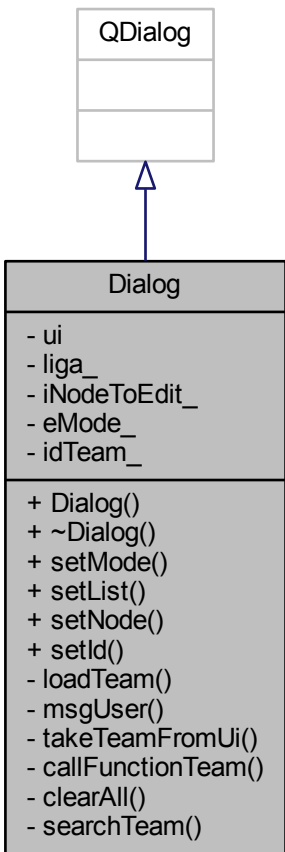 QDialog
Dialog
- ui
- liga_
- iNodeToEdit_
- eMode_
- idTeam_
+ Dialog()
+ ~Dialog()
+ setMode()
+ setList()
+ setNode()
+ setId()
- loadTeam()
- msgUser()
- takeTeamFromUi()
- callFunctionTeam()
- clearAll()
- searchTeam()